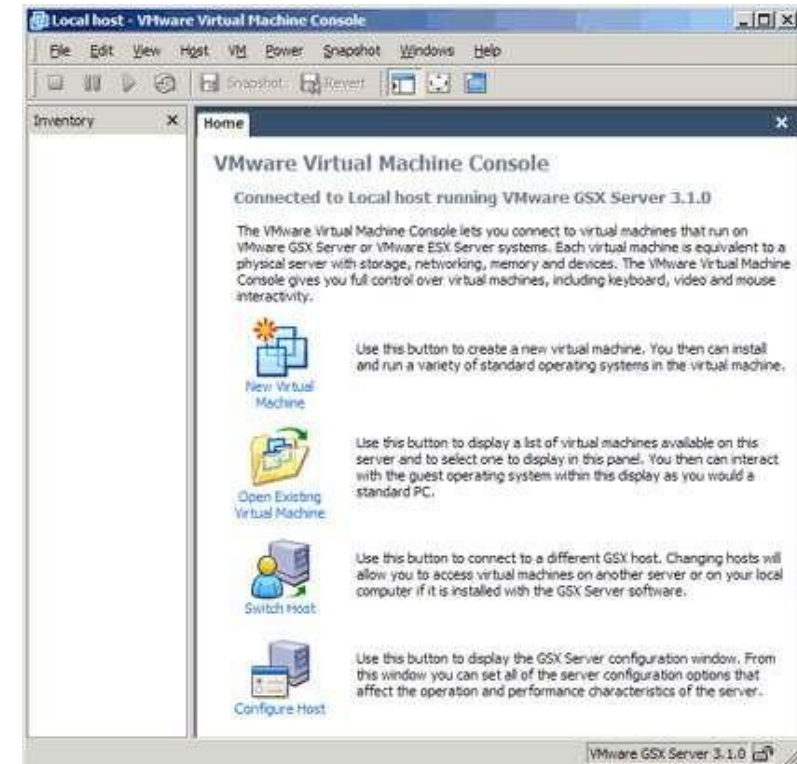 Local host - VMware Virtual Machine Console
File Edit View Host VM Power Snapshot Windows Help
Snapshot Revert
Inventory
Home
VMware Virtual Machine Console
Connected to Local host running VMware GSX Server 3.1.0
The VMware Virtual Machine Console lets you connect to virtual machines that run on
VMware GSX Server or VMware ESX Server systems. Each virtual machine is equivalent to a
physical server with storage, networking, memory and devices. The VMware Virtual Machine
Console gives you full control over virtual machines, including keyboard, video and mouse
interactivity.
New Virtual
Machine
Use this button to create a new virtual machine. You then can install
and run a variety of standard operating systems in the virtual machine.
Open Existing
Virtual Machine
Use this button to display a list of virtual machines available on this
server and to select one to display in this panel. You then can interact
with the guest operating system within this display as you would a
standard PC.
Switch Host
Use this button to connect to a different GSX host. Changing hosts will
allow you to access virtual machines on another server or on your local
computer if it is installed with the GSX Server software.
Configure Host
Use this button to display the GSX Server configuration window. From
this window you can set all of the server configuration options that
affect the operation and performance characteristics of the server.
VMware GSX Server 3.1.0